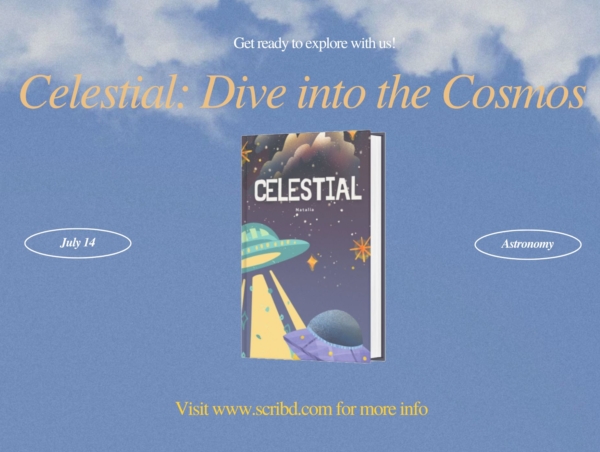 Get ready to explore with us!
Celestial: Dive into the Cosmos
CELESTIAL
Natalie
July 14
Astronomy
Visit www.scribd.com for more info